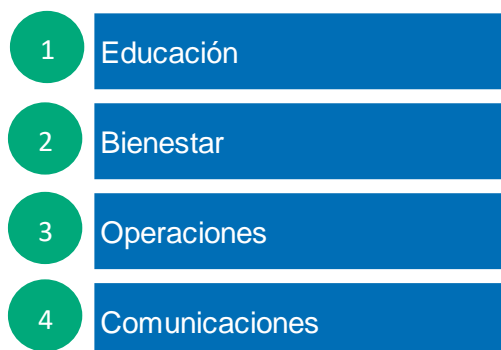 1 Educación
2 Bienestar
3 Operaciones
4 Comunicaciones